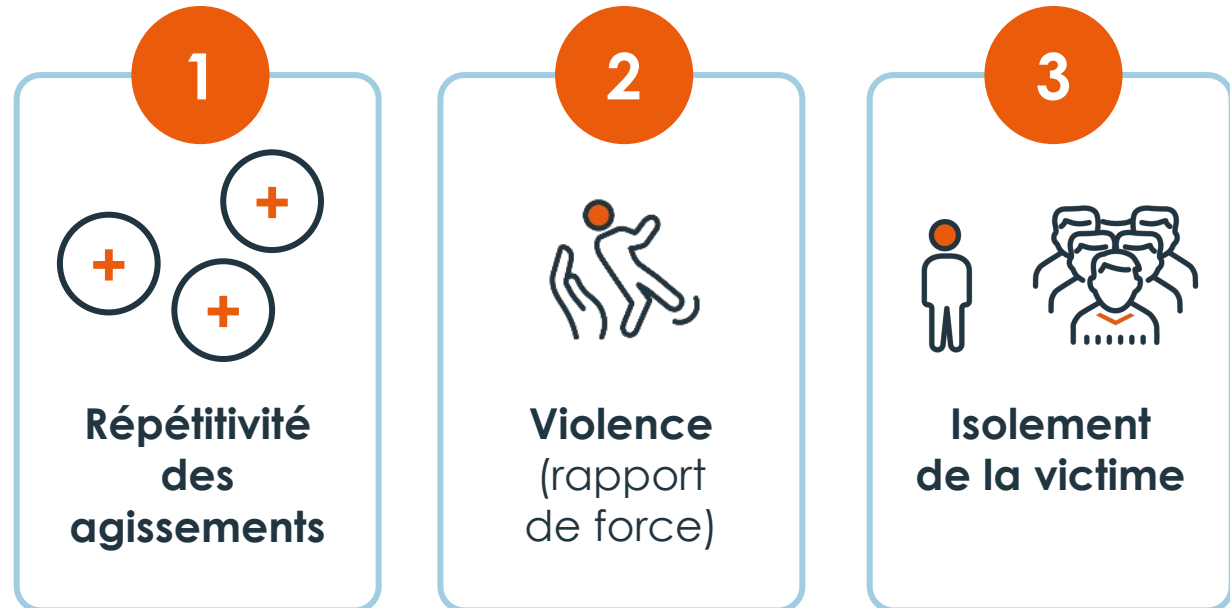 1
Répétitivité
des
agissements
2
Violence
(rapport
de force)
3
Isolement
de la victime